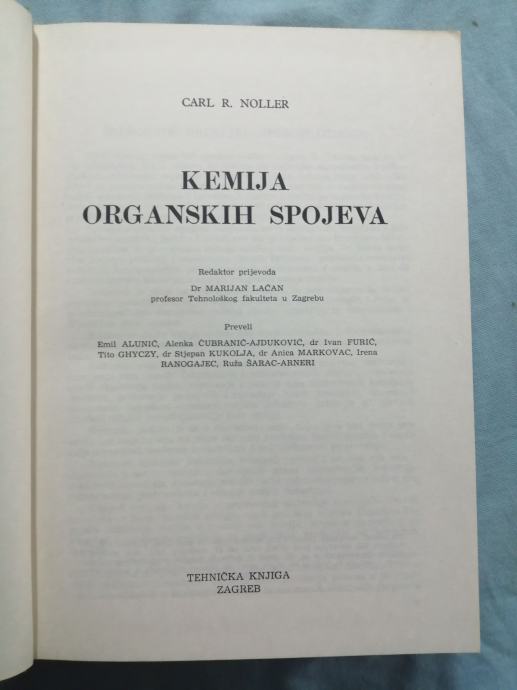 CARL R. NOLLER
KEMIJA
ORGANSKIH SPOJEVA
Redaktor prijevoda
Dr MARIJAN LAĆAN
profesor Tehnološkog fakulteta u Zagrebu
Preveli
Emil ALUNIĆ, Alenka ČUBRANIĆ-AJDUKOVIĆ, dr Ivan FURIĆ,
Tito GHYCZY, dr Stjepan KUKOLJA, dr Anica MARKOVAC, Irena
RANOGAJEC, Ruža ŠARAC-ARNERI
TEHNIČKA KNJIGA
ZAGREB